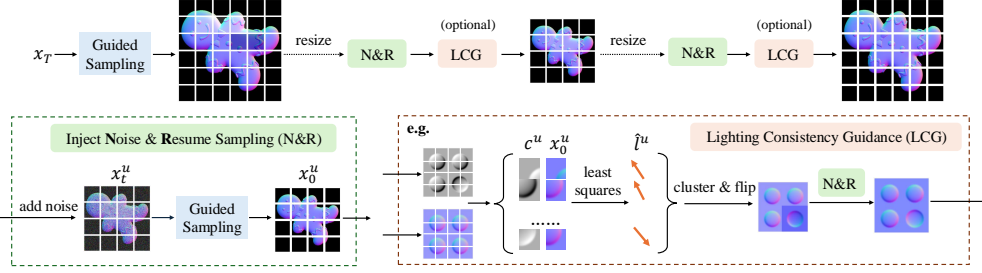 (optional)
(optional)
x_T
Guided
Sampling
resize
N&R
LCG
resize
N&R
LCG
Inject Noise & Resume Sampling (N&R)
x_t^u
x_0^u
add noise
Guided
Sampling
e.g.
Lighting Consistency Guidance (LCG)
c^u
x_0^u
l̂^u
least
squares
......
cluster & flip
N&R